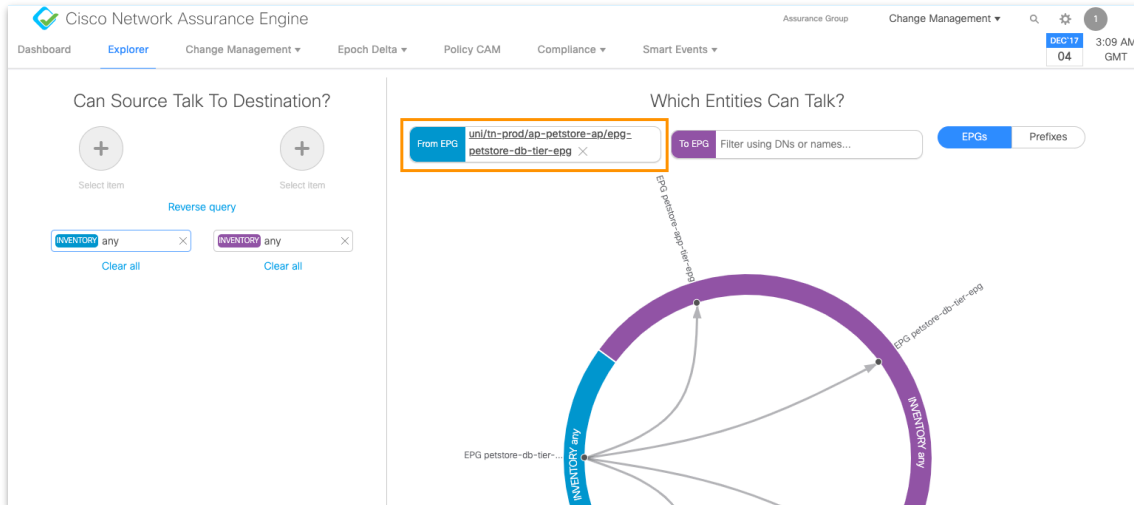 Cisco Network Assurance Engine
Assurance Group
Change Management ▾
1
Dashboard
Explorer
Change Management ▾
Epoch Delta ▾
Policy CAM
Compliance ▾
Smart Events ▾
DEC'17
04
3:09 AM
GMT
Can Source Talk To Destination?
+
+
Select item
Select item
Reverse query
INVENTORY any ×
INVENTORY any ×
Clear all
Clear all
Which Entities Can Talk?
From EPG
uni/tn-prod/ap-petstore-ap/epg-
petstore-db-tier-epg ×
To EPG
Filter using DNs or names...
EPGs
Prefixes
EPG petstore-app-tier-epg
EPG petstore-db-tier-epg
EPG petstore-db-tier-...
INVENTORY any
INVENTORY any